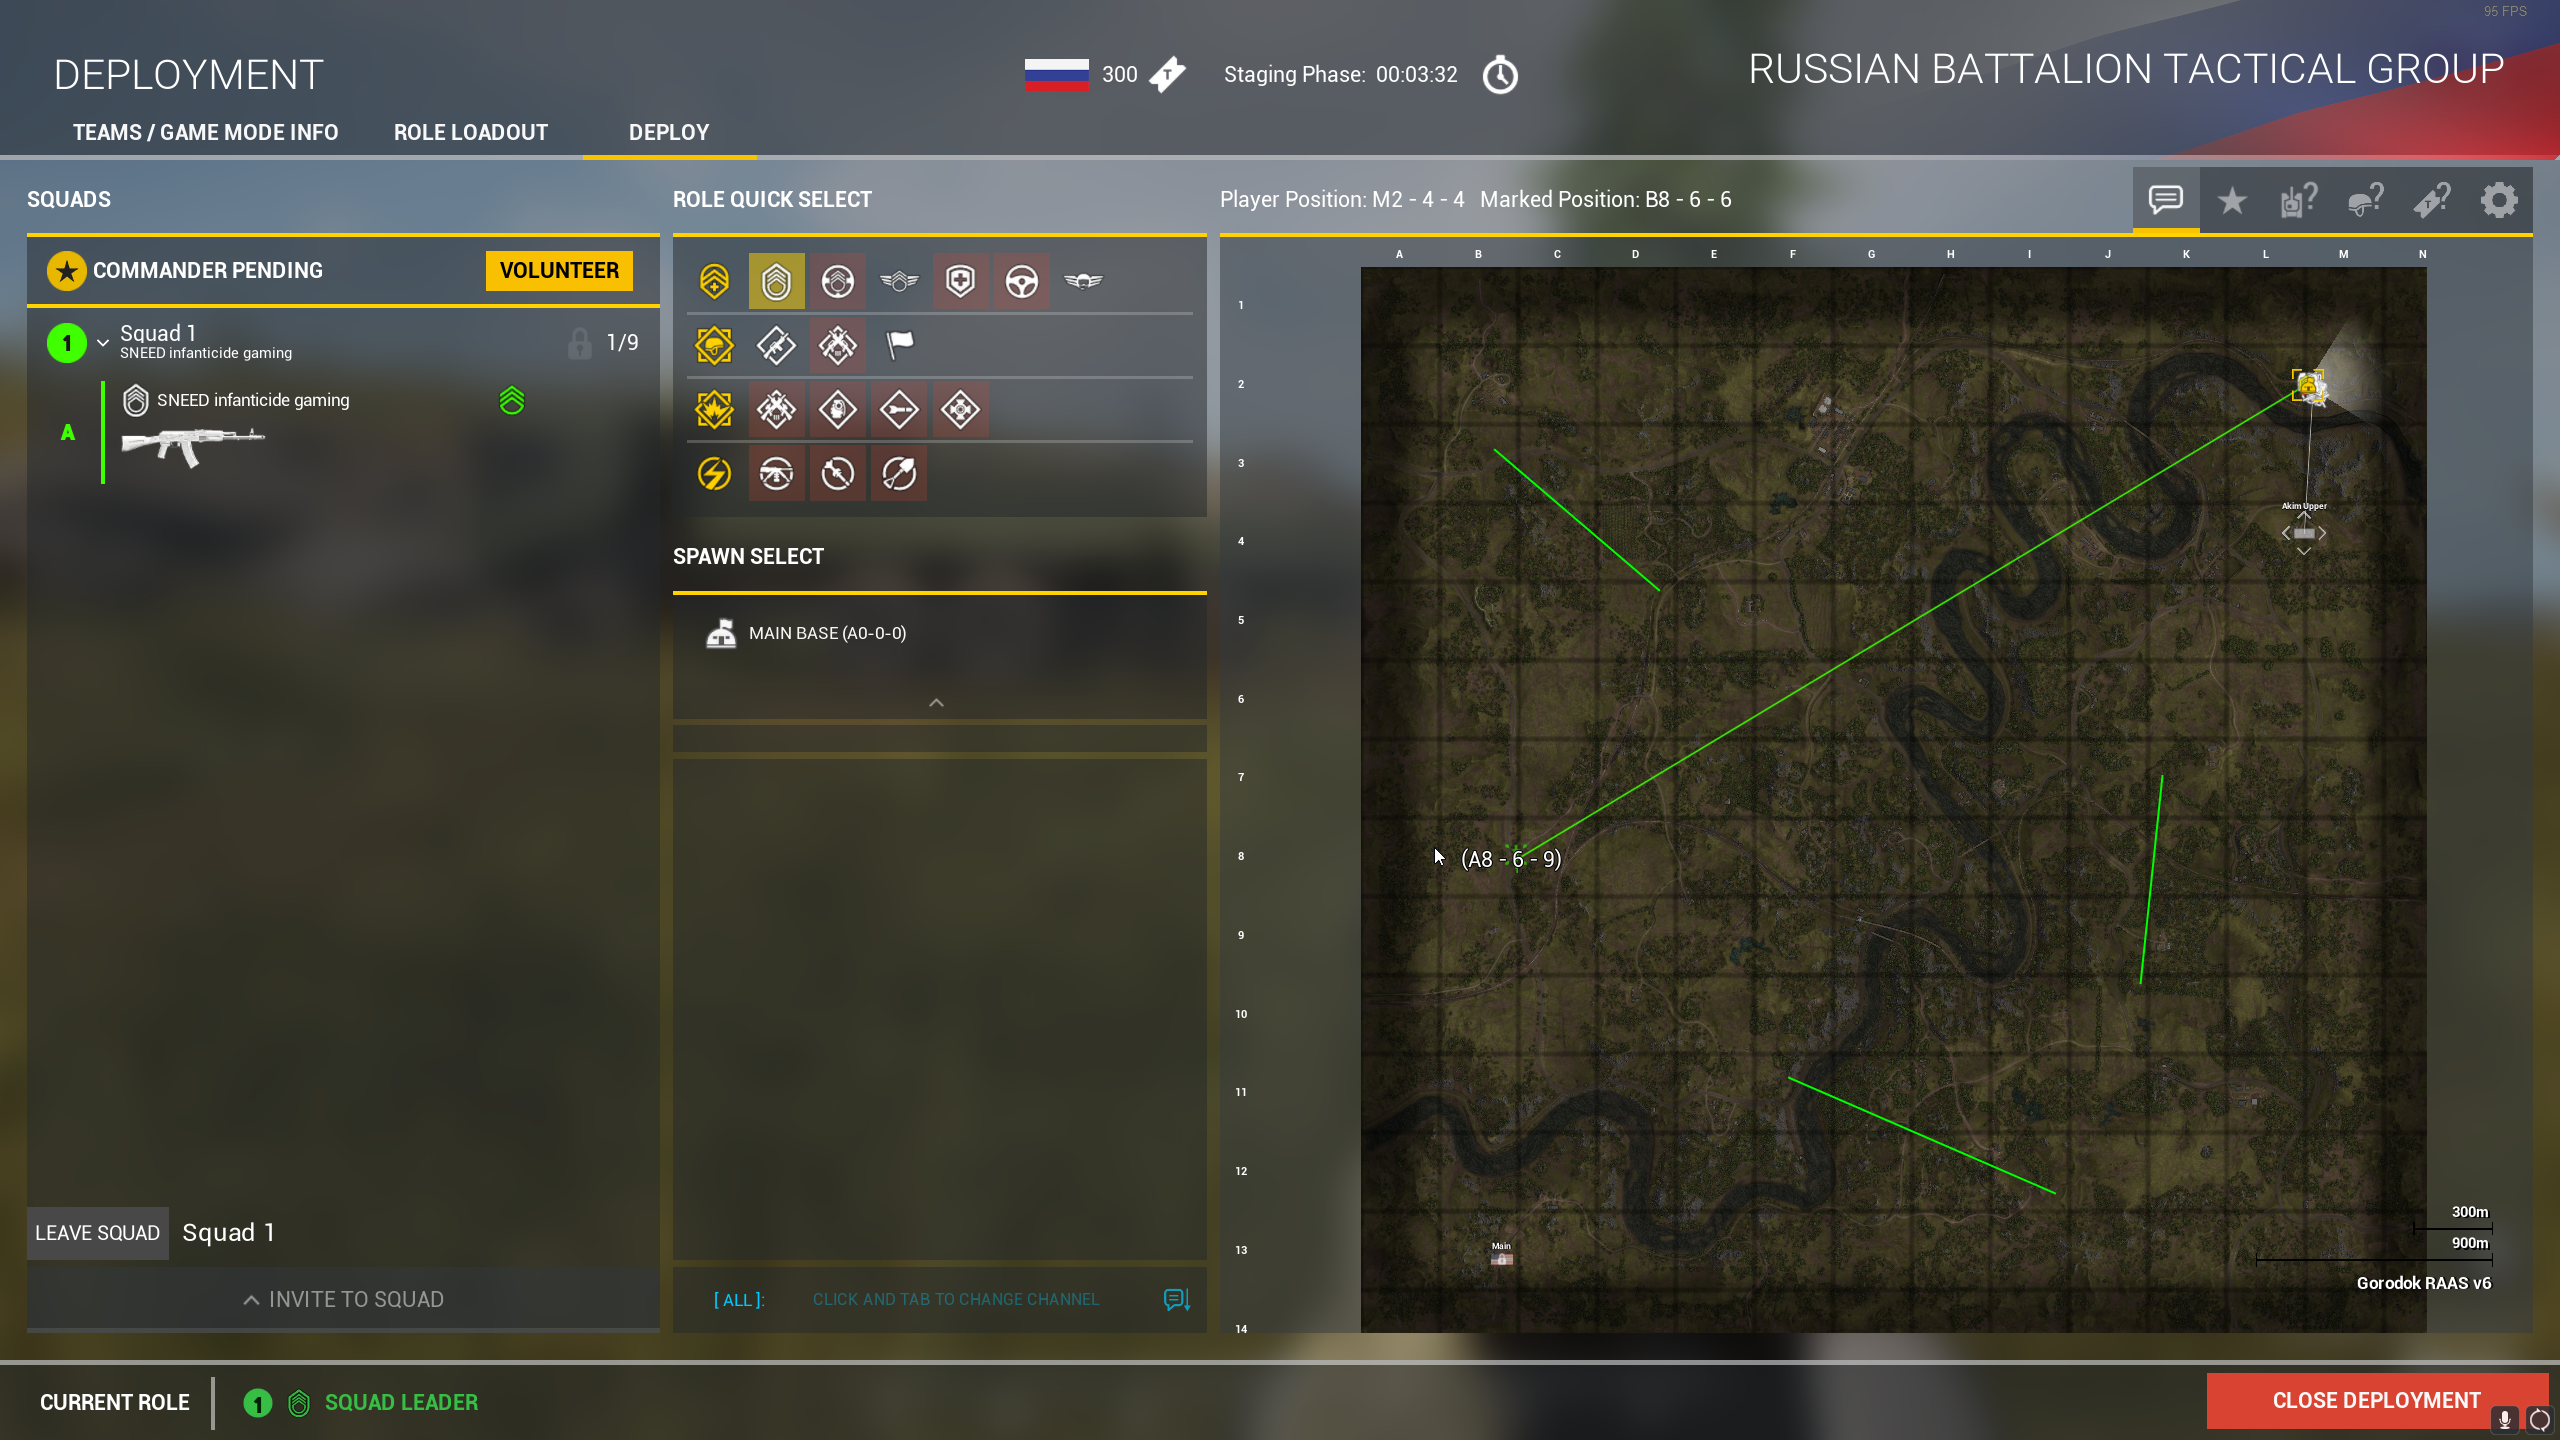 95 FPS
DEPLOYMENT
300
T
Staging Phase: 00:03:32
RUSSIAN BATTALION TACTICAL GROUP
TEAMS / GAME MODE INFO
ROLE LOADOUT
DEPLOY
SQUADS
COMMANDER PENDING
VOLUNTEER
1
Squad 1
SNEED infanticide gaming
1/9
A
SNEED infanticide gaming
LEAVE SQUAD
Squad 1
INVITE TO SQUAD
ROLE QUICK SELECT
SPAWN SELECT
MAIN BASE (A0-0-0)
[ ALL ]:
CLICK AND TAB TO CHANGE CHANNEL
Player Position: M2 - 4 - 4 Marked Position: B8 - 6 - 6
A B C D E F G H I J K L M N
1
2
3
4
5
6
7
8
9
10
11
12
13
14
Akim Upper
(A8 - 6 - 9)
Main
300m
900m
Gorodok RAAS v6
CURRENT ROLE
1
SQUAD LEADER
CLOSE DEPLOYMENT